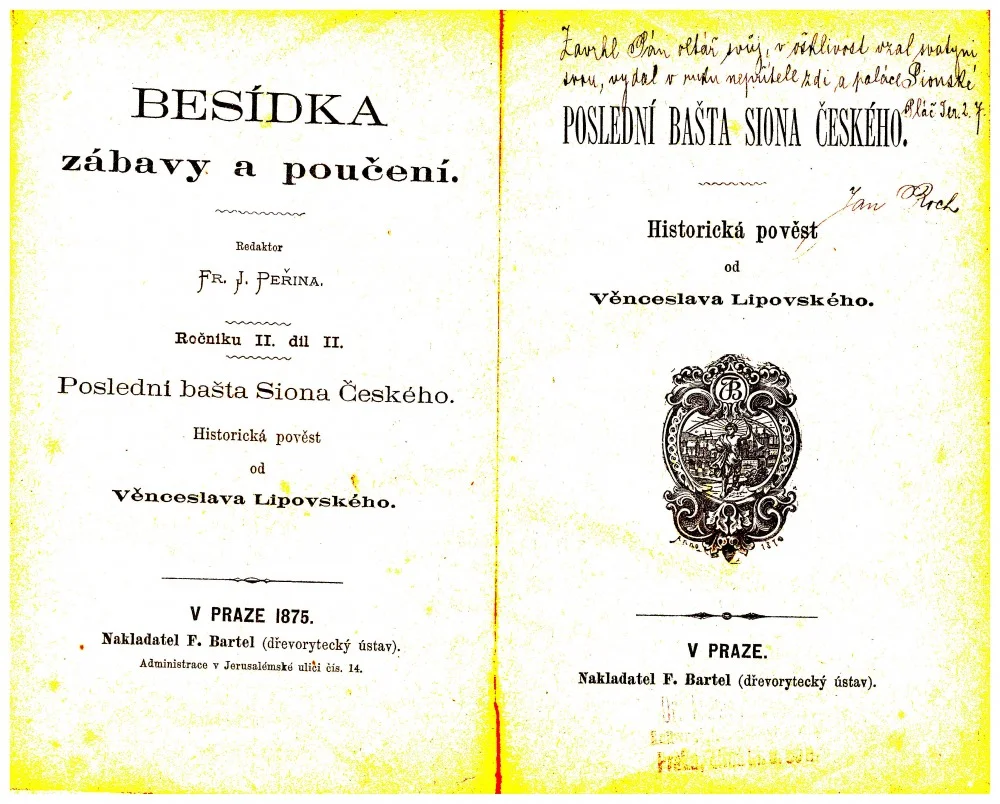 BESÍDKA
zábavy a poučení.
Redaktor
FR. J. PEŘINA.
Ročníku II. díl II.
Poslední bašta Siona Českého.
Historická pověst
od
Věnceslava Lipovského.
V PRAZE 1875.
Nakladatel F. Bartel (dřevorytecký ústav).
Administrace v Jerusalémské ulici čís. 14.
Zavrhl Pán oltář svůj, v ošklivost vzal svatyni
svou, vydal v ruku nepřítele zdi a paláce Sionské
Pláč Jer. 2. 7.
POSLEDNÍ BAŠTA SIONA ČESKÉHO.
Jan Roch
Historická pověst
od
Věnceslava Lipovského.
V PRAZE.
Nakladatel F. Bartel (dřevorytecký ústav).